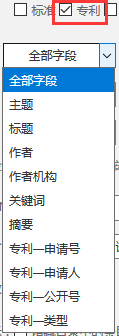 标准 专利
全部字段
全部字段
主题
标题
作者
作者机构
关键词
摘要
专利—申请号
专利—申请人
专利—公开号
专利—类型